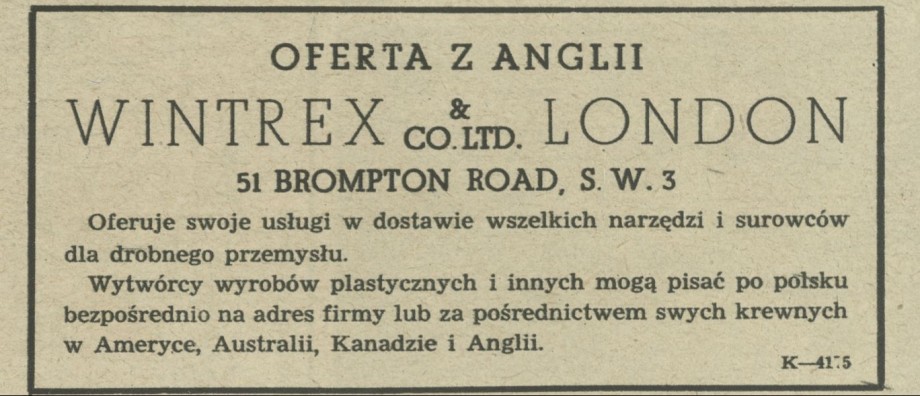 OFERTA Z ANGLII
WINTREX & CO. LTD. LONDON
51 BROMPTON ROAD, S. W. 3
Oferuje swoje usługi w dostawie wszelkich narzędzi i surowców
dla drobnego przemysłu.
Wytwórcy wyrobów plastycznych i innych mogą pisać po polsku
bezpośrednio na adres firmy lub za pośrednictwem swych krewnych
w Ameryce, Australii, Kanadzie i Anglii.